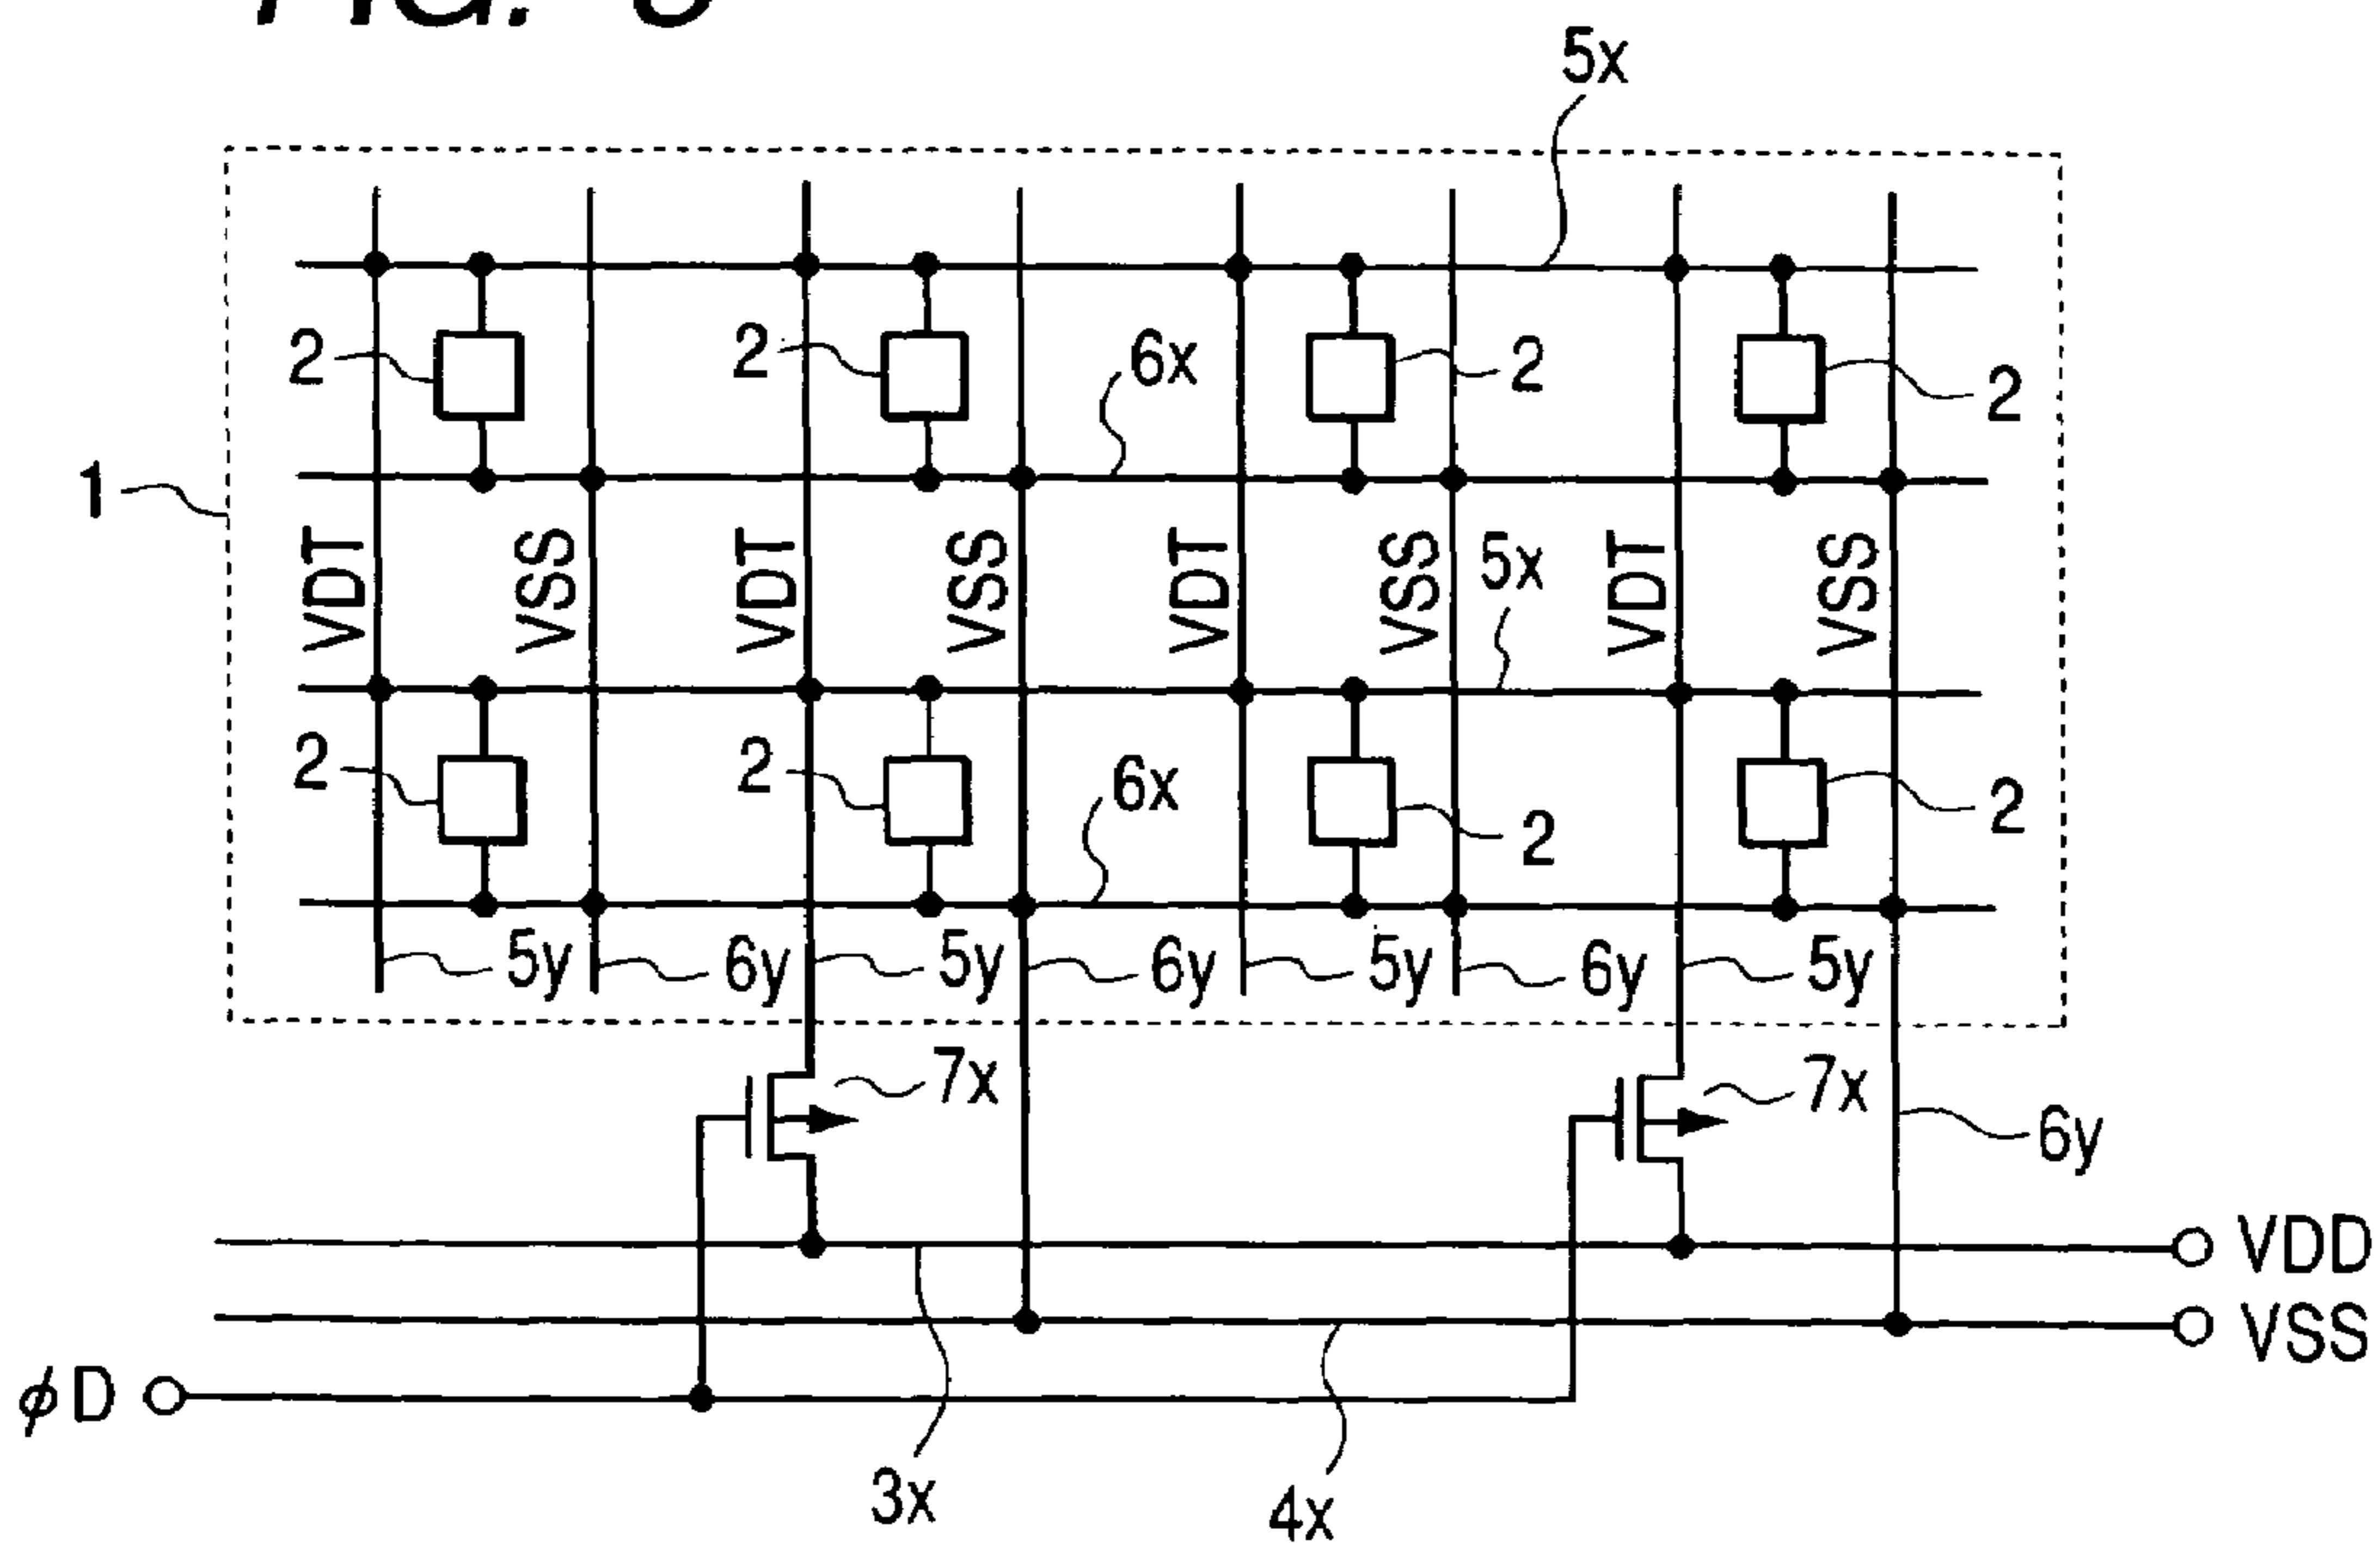 5x
2 2 6x 2 2
1
VDT VSS VDT VSS VDT VSS 5x VDT VSS
2 2 6x 2 2
5y 6y 5y 6y 5y 6y 5y
7x 7x 6y
VDD
VSS
φD
3x 4x